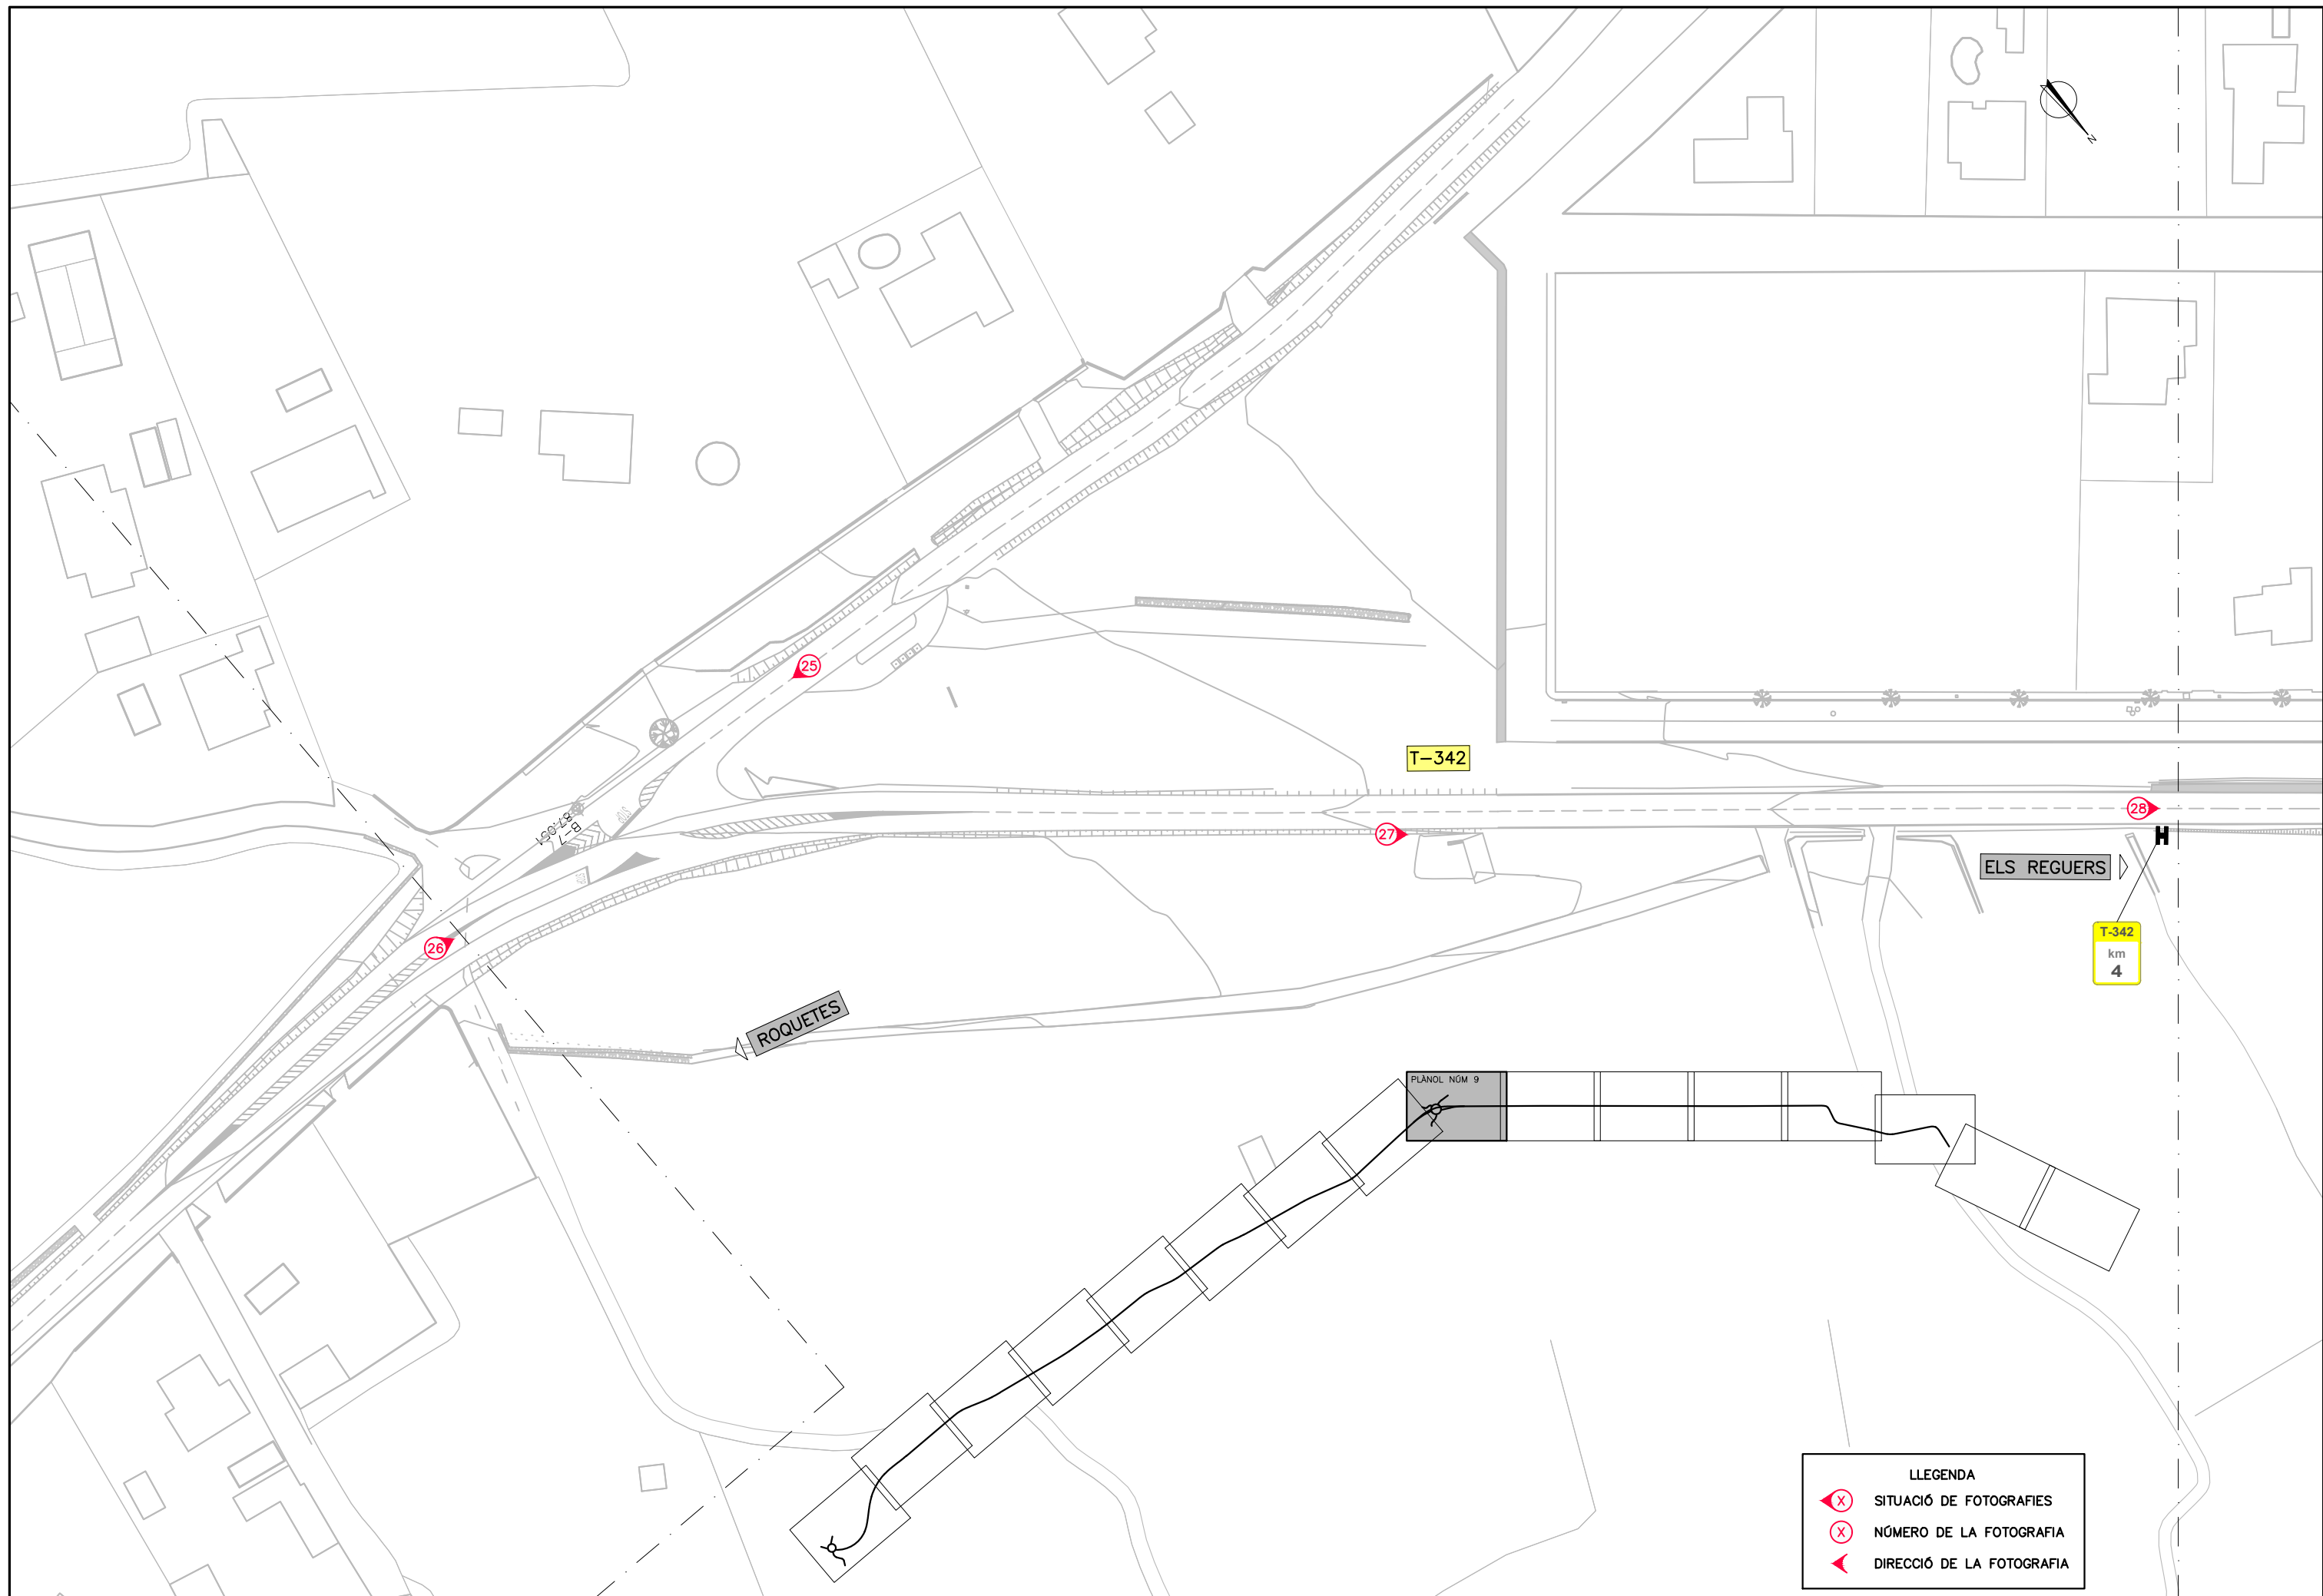 N
25
T-342
28
27
ELS REGUERS
26
T-342
km
4
ROQUETES
PLÀNOL NÚM 9
LLEGENDA
X SITUACIÓ DE FOTOGRAFIES
X NÚMERO DE LA FOTOGRAFIA
DIRECCIÓ DE LA FOTOGRAFIA